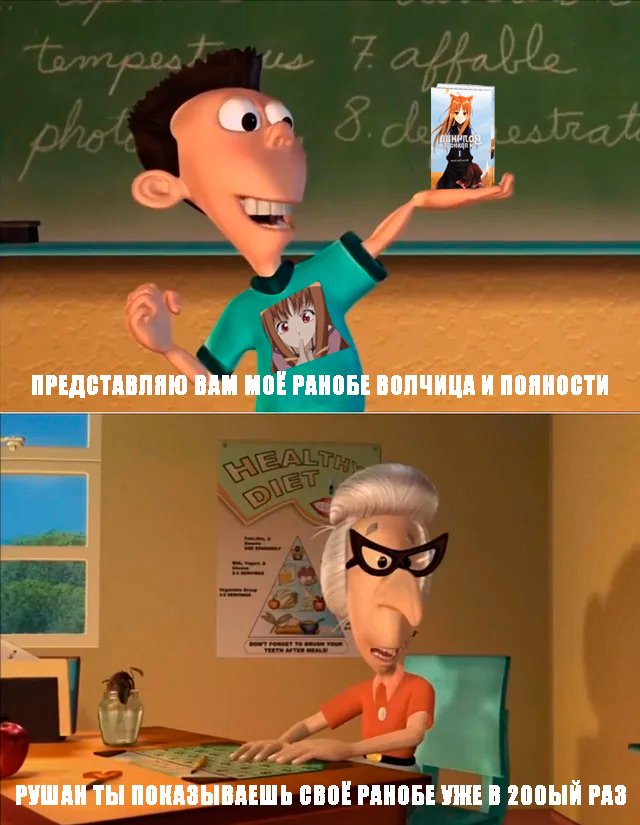 tempest us 7. affable
phot 8. de estrat
ПРЕДСТАВЛЯЮ ВАМ МОЁ РАНОБЕ ВОЛЧИЦА И ПОЯНОСТИ
HEALTHY
DIET
DON'T FORGET TO BRUSH YOUR
TEETH AFTER MEALS!
РУШАН ТЫ ПОКАЗЫВАЕШЬ СВОЁ РАНОБЕ УЖЕ В 200ЫЙ РАЗ